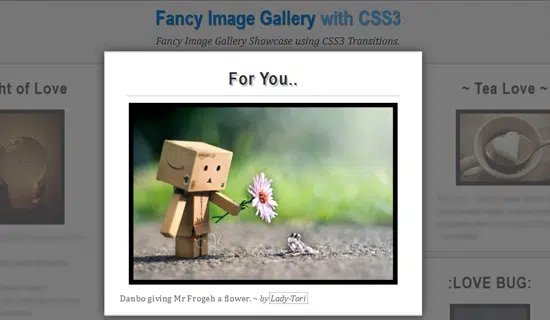 Fancy Image Gallery with CSS3
Fancy Image Gallery Showcase using CSS3 Transitions.
For You..
ht of Love
~ Tea Love ~
Danbo giving Mr Frogeh a flower. ~ by Lady-Tori
:LOVE BUG: